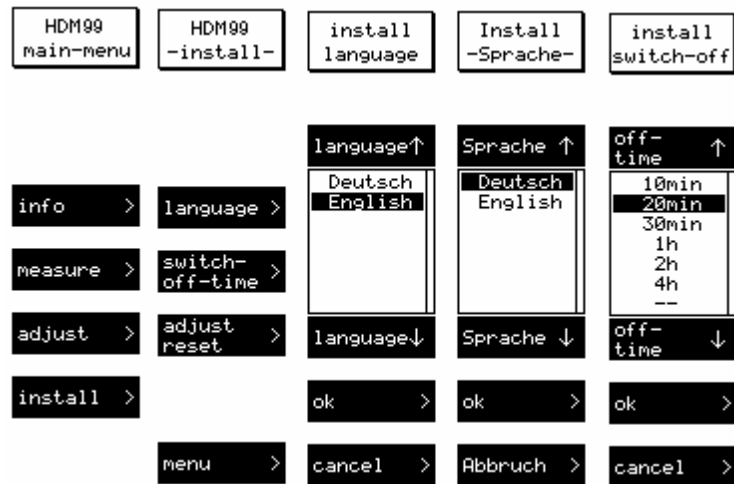 HDM99
main-menu
info >
measure >
adjust >
install >
HDM99
-install-
language >
switch-
off-time >
adjust
reset >
menu >
install
language
language↑
Deutsch
English
language↓
ok >
cancel >
Install
-Sprache-
Sprache ↑
Deutsch
English
Sprache ↓
ok >
Abbruch >
install
switch-off
off-
time ↑
10min
20min
30min
1h
2h
4h
--
off-
time ↓
ok >
cancel >